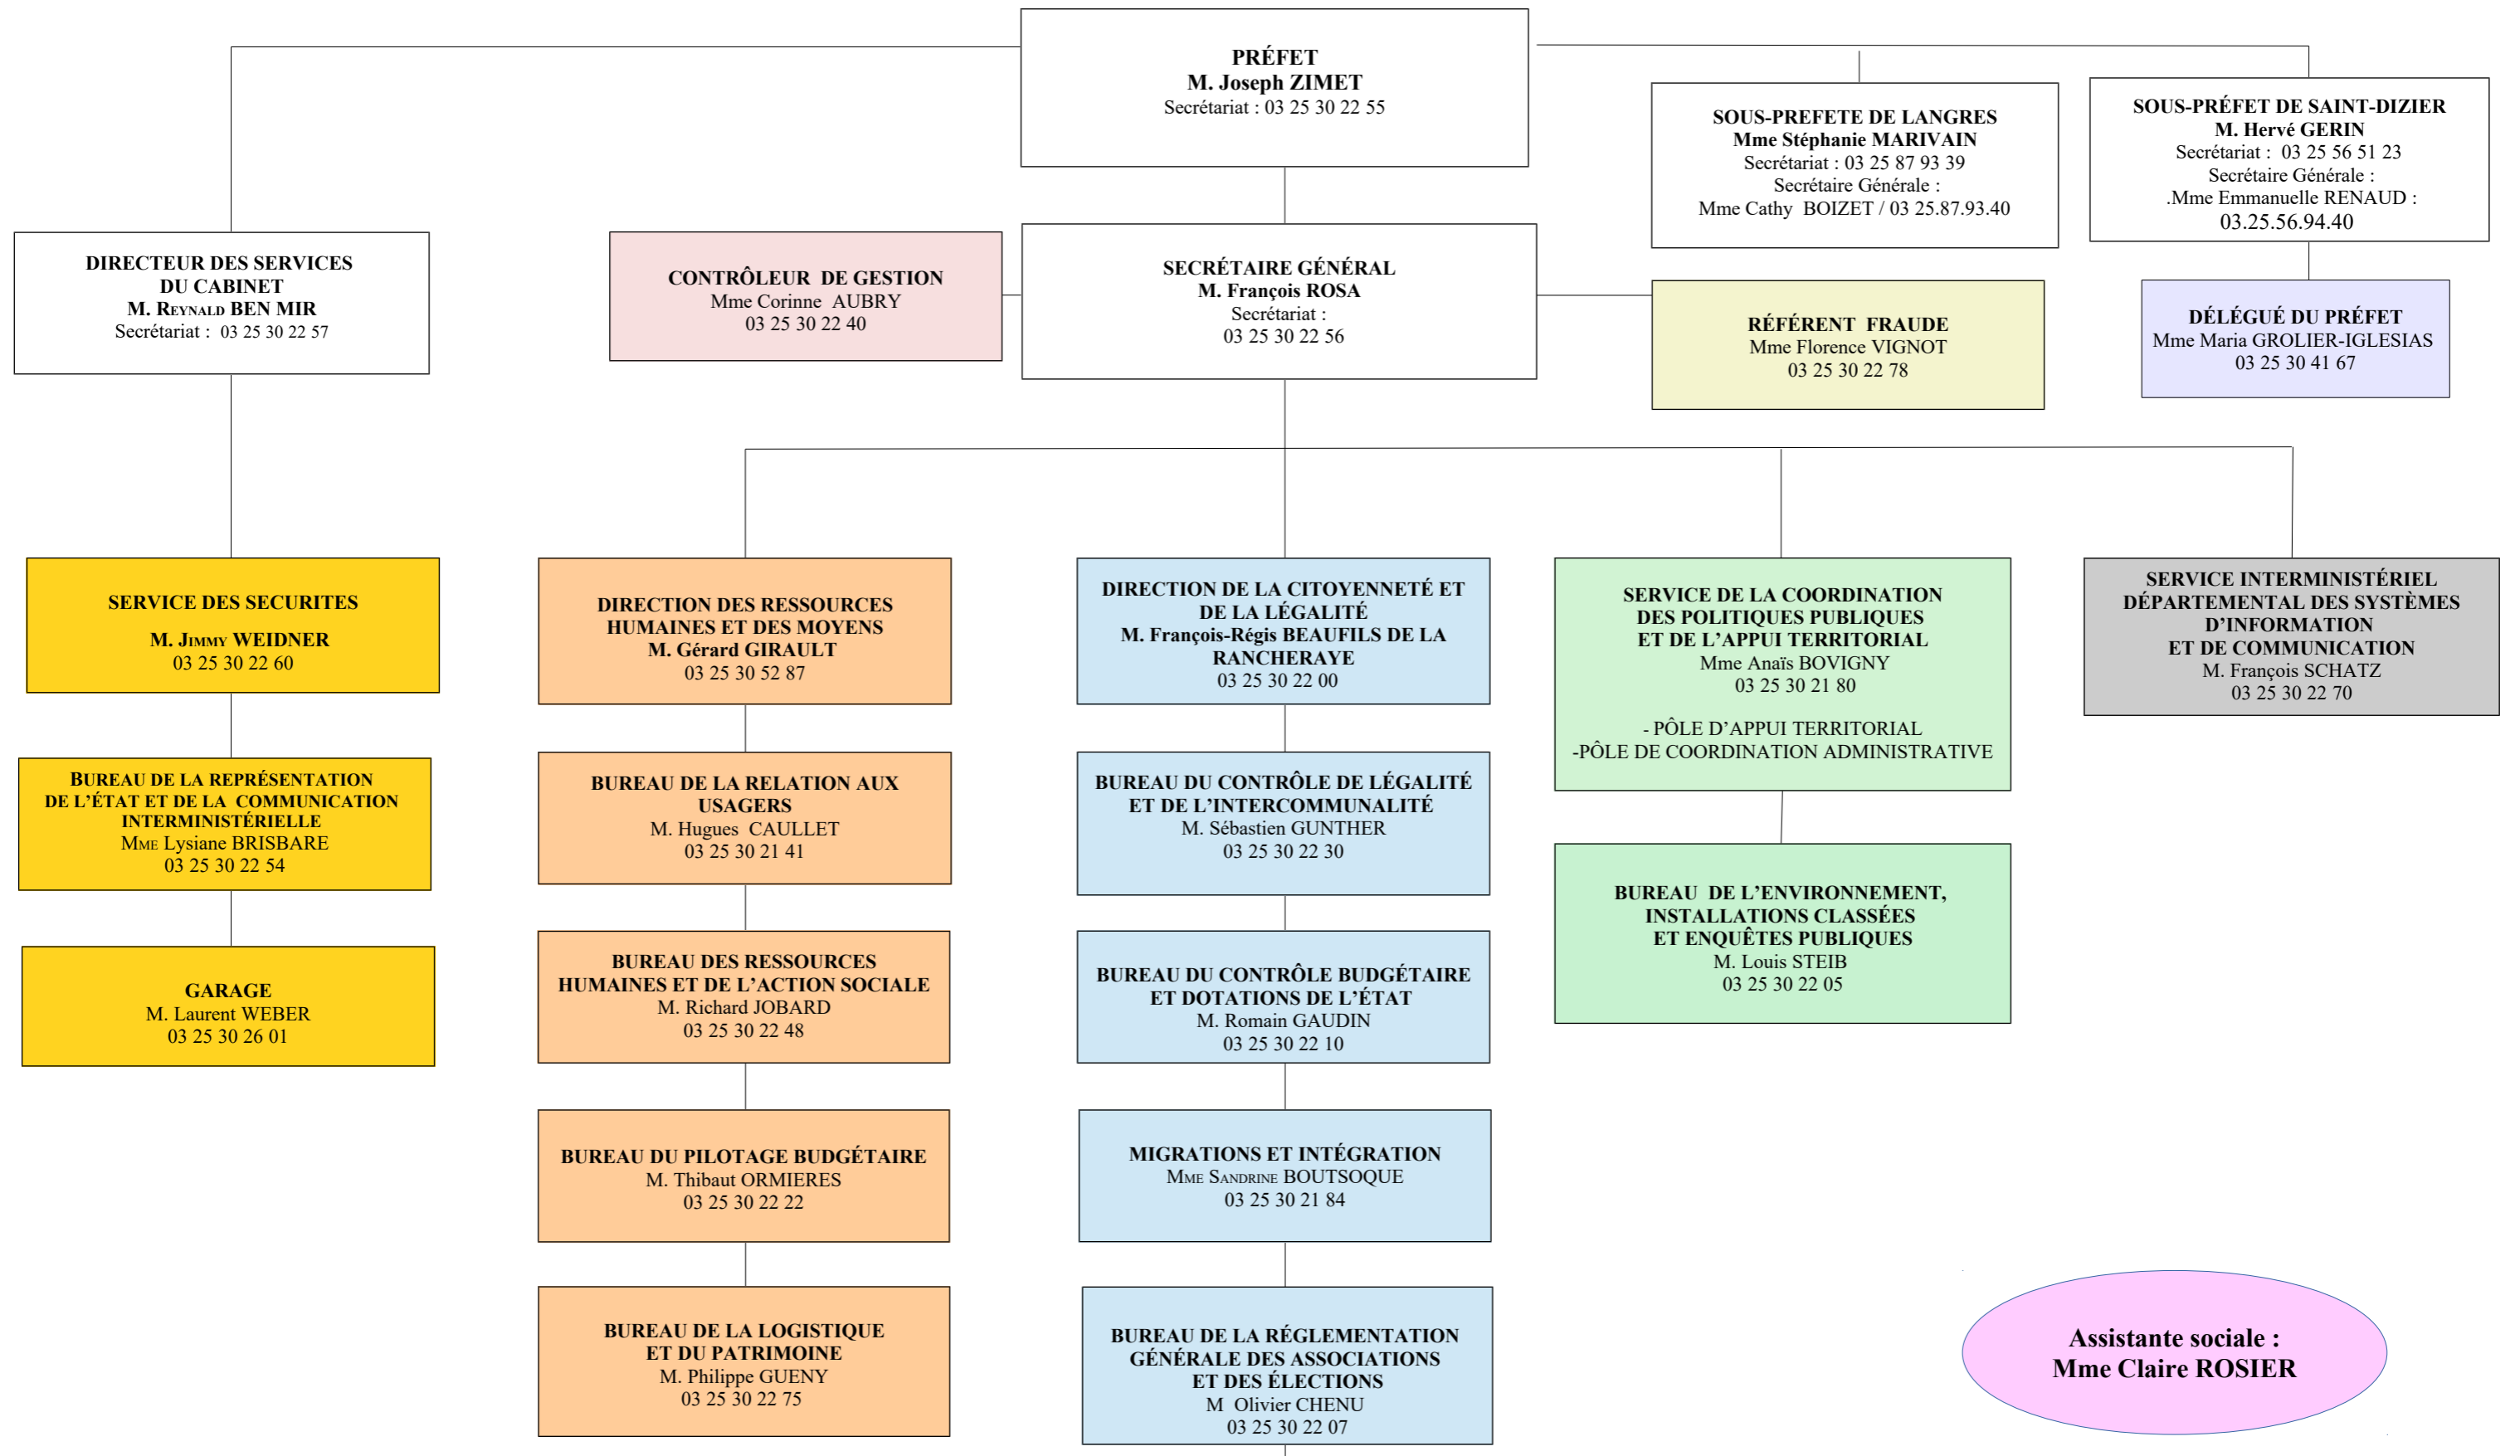 PRÉFET
M. Joseph ZIMET
Secrétariat : 03 25 30 22 55
SOUS-PREFETE DE LANGRES
Mme Stéphanie MARIVAIN
Secrétariat : 03 25 87 93 39
Secrétaire Générale :
Mme Cathy BOIZET / 03 25.87.93.40
SOUS-PRÉFET DE SAINT-DIZIER
M. Hervé GERIN
Secrétariat : 03 25 56 51 23
Secrétaire Générale :
.Mme Emmanuelle RENAUD :
03.25.56.94.40
DIRECTEUR DES SERVICES
DU CABINET
M. REYNALD BEN MIR
Secrétariat : 03 25 30 22 57
CONTRÔLEUR DE GESTION
Mme Corinne AUBRY
03 25 30 22 40
SECRÉTAIRE GÉNÉRAL
M. François ROSA
Secrétariat :
03 25 30 22 56
RÉFÉRENT FRAUDE
Mme Florence VIGNOT
03 25 30 22 78
DÉLÉGUÉ DU PRÉFET
Mme Maria GROLIER-IGLESIAS
03 25 30 41 67
SERVICE DES SECURITES
M. JIMMY WEIDNER
03 25 30 22 60
BUREAU DE LA REPRÉSENTATION
DE L’ÉTAT ET DE LA COMMUNICATION
INTERMINISTÉRIELLE
MME Lysiane BRISBARE
03 25 30 22 54
GARAGE
M. Laurent WEBER
03 25 30 26 01
DIRECTION DES RESSOURCES
HUMAINES ET DES MOYENS
M. Gérard GIRAULT
03 25 30 52 87
BUREAU DE LA RELATION AUX
USAGERS
M. Hugues CAULLET
03 25 30 21 41
BUREAU DES RESSOURCES
HUMAINES ET DE L’ACTION SOCIALE
M. Richard JOBARD
03 25 30 22 48
BUREAU DU PILOTAGE BUDGÉTAIRE
M. Thibaut ORMIERES
03 25 30 22 22
BUREAU DE LA LOGISTIQUE
ET DU PATRIMOINE
M. Philippe GUENY
03 25 30 22 75
DIRECTION DE LA CITOYENNETÉ ET
DE LA LÉGALITÉ
M. François-Régis BEAUFILS DE LA
RANCHERAYE
03 25 30 22 00
BUREAU DU CONTRÔLE DE LÉGALITÉ
ET DE L’INTERCOMMUNALITÉ
M. Sébastien GUNTHER
03 25 30 22 30
BUREAU DU CONTRÔLE BUDGÉTAIRE
ET DOTATIONS DE L’ÉTAT
M. Romain GAUDIN
03 25 30 22 10
MIGRATIONS ET INTÉGRATION
MME SANDRINE BOUTSOQUE
03 25 30 21 84
BUREAU DE LA RÉGLEMENTATION
GÉNÉRALE DES ASSOCIATIONS
ET DES ÉLECTIONS
M Olivier CHENU
03 25 30 22 07
SERVICE DE LA COORDINATION
DES POLITIQUES PUBLIQUES
ET DE L’APPUI TERRITORIAL
Mme Anaïs BOVIGNY
03 25 30 21 80
- PÔLE D’APPUI TERRITORIAL
-PÔLE DE COORDINATION ADMINISTRATIVE
BUREAU DE L’ENVIRONNEMENT,
INSTALLATIONS CLASSÉES
ET ENQUÊTES PUBLIQUES
M. Louis STEIB
03 25 30 22 05
SERVICE INTERMINISTÉRIEL
DÉPARTEMENTAL DES SYSTÈMES
D’INFORMATION
ET DE COMMUNICATION
M. François SCHATZ
03 25 30 22 70
Assistante sociale :
Mme Claire ROSIER